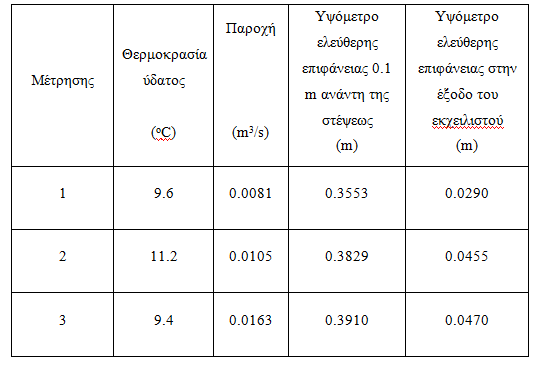 Μέτρησης
Θερμοκρασία
ύδατος
(°C)
Παροχή
(m³/s)
Υψόμετρο
ελεύθερης
επιφάνειας 0.1
m ανάντη της
στέψεως
(m)
Υψόμετρο
ελεύθερης
επιφάνειας στην
έξοδο του
εκχειλιστού
(m)
1 9.6 0.0081 0.3553 0.0290
2 11.2 0.0105 0.3829 0.0455
3 9.4 0.0163 0.3910 0.0470